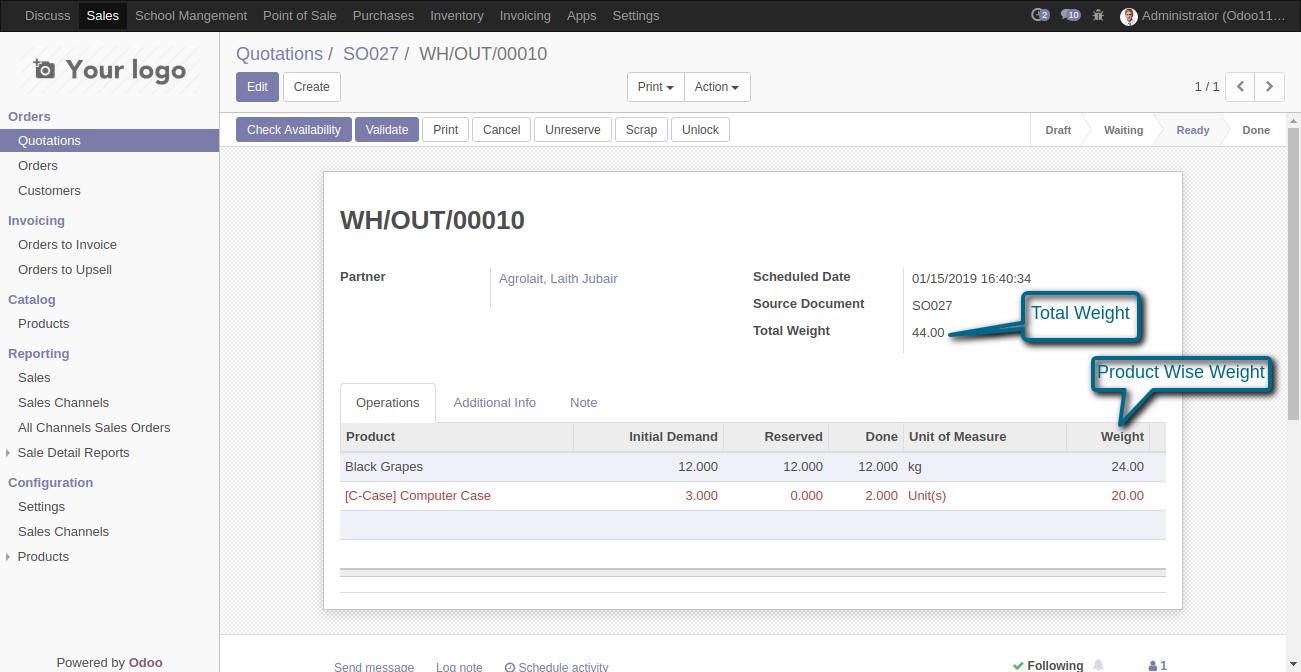 Discuss Sales School Mangement Point of Sale Purchases Inventory Invoicing Apps Settings 2 10 Administrator (Odoo11...
Your logo
Quotations / SO027 / WH/OUT/00010
Edit Create Print Action 1 / 1
Orders
Quotations
Orders
Customers
Invoicing
Orders to Invoice
Orders to Upsell
Catalog
Products
Reporting
Sales
Sales Channels
All Channels Sales Orders
Sale Detail Reports
Configuration
Settings
Sales Channels
Products
Powered by Odoo
Check Availability Validate Print Cancel Unreserve Scrap Unlock Draft Waiting Ready Done
WH/OUT/00010
Partner Agrolait, Laith Jubair
Scheduled Date 01/15/2019 16:40:34
Source Document SO027
Total Weight 44.00
Total Weight
Product Wise Weight
Operations Additional Info Note
Product Initial Demand Reserved Done Unit of Measure Weight
Black Grapes 12.000 12.000 12.000 kg 24.00
[C-Case] Computer Case 3.000 0.000 2.000 Unit(s) 20.00
Send message Log note Schedule activity Following 1